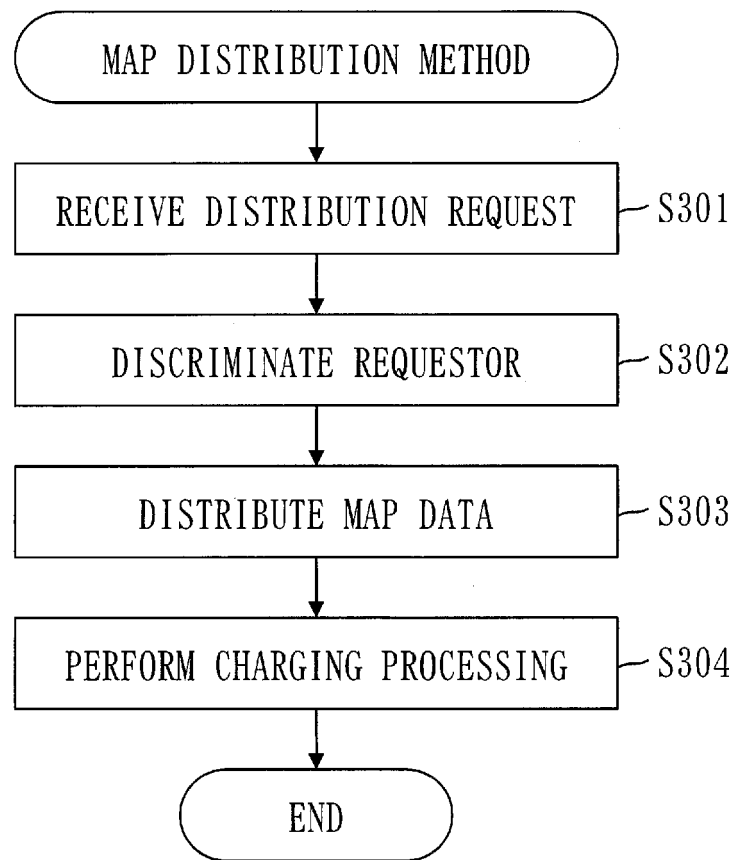 MAP DISTRIBUTION METHOD
RECEIVE DISTRIBUTION REQUEST S301
DISCRIMINATE REQUESTOR S302
DISTRIBUTE MAP DATA S303
PERFORM CHARGING PROCESSING S304
END